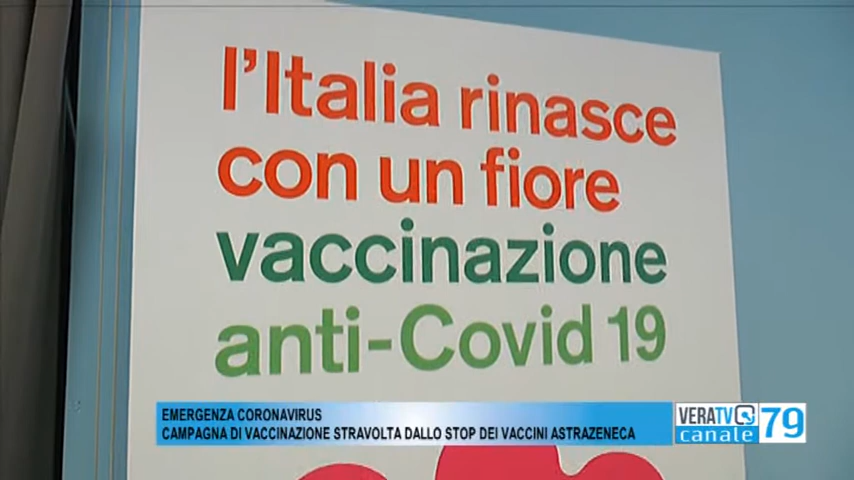 l'Italia rinasce
con un fiore
vaccinazione
anti-Covid 19
EMERGENZA CORONAVIRUS
CAMPAGNA DI VACCINAZIONE STRAVOLTA DALLO STOP DEI VACCINI ASTRAZENECA
VERATV
canale 79